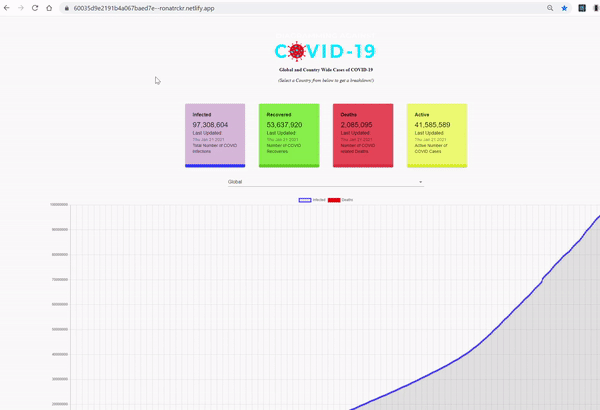 60035d9e2191b4a067baed7e--ronatrckr.netlify.app
COVID-19
Global and Country Wide Cases of COVID-19
(Select a Country from below to get a breakdown!)
Infected
97,308,604
Last Updated
Thu Jan 21 2021
Total Number of COVID
Infections
Recovered
53,637,920
Last Updated
Thu Jan 21 2021
Number of COVID
Recoveries
Deaths
2,085,095
Last Updated
Thu Jan 21 2021
Number of COVID
related Deaths
Active
41,585,589
Last Updated
Thu Jan 21 2021
Active Number of
COVID Cases
Global
Infected Deaths
100000000
90000000
80000000
70000000
60000000
50000000
40000000
30000000
20000000